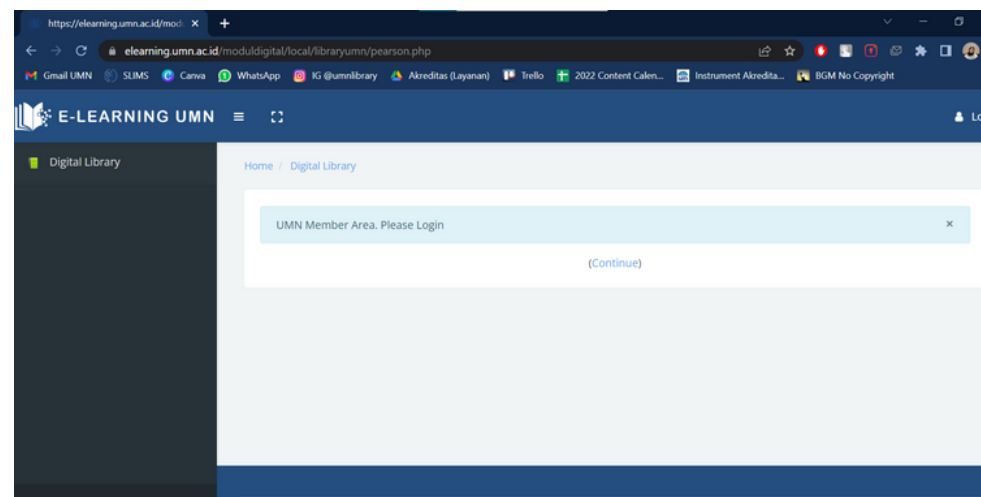 https://elearning.umn.ac.id/mod
elearning.umn.ac.id/moduldigital/local/libraryumn/pearson.php
Gmail UMN SLIMS Canva WhatsApp IG @umnlibrary Akreditas (Layanan) Trello 2022 Content Calen... Instrument Akredita... BGM No Copyright
E-LEARNING UMN
Lo
Digital Library
Home / Digital Library
UMN Member Area. Please Login ×
(Continue)